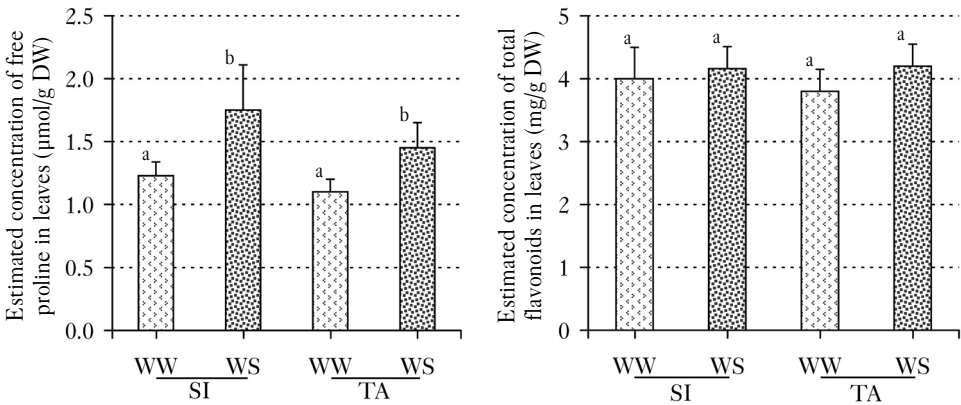 Estimated concentration of free
proline in leaves (μmol/g DW)
2.5
2.0
1.5
1.0
0.5
0.0
a
b
a
b
WW WS WW WS
SI TA
Estimated concentration of total
flavonoids in leaves (mg/g DW)
5
4
3
2
1
0
a
a
a
a
WW WS WW WS
SI TA